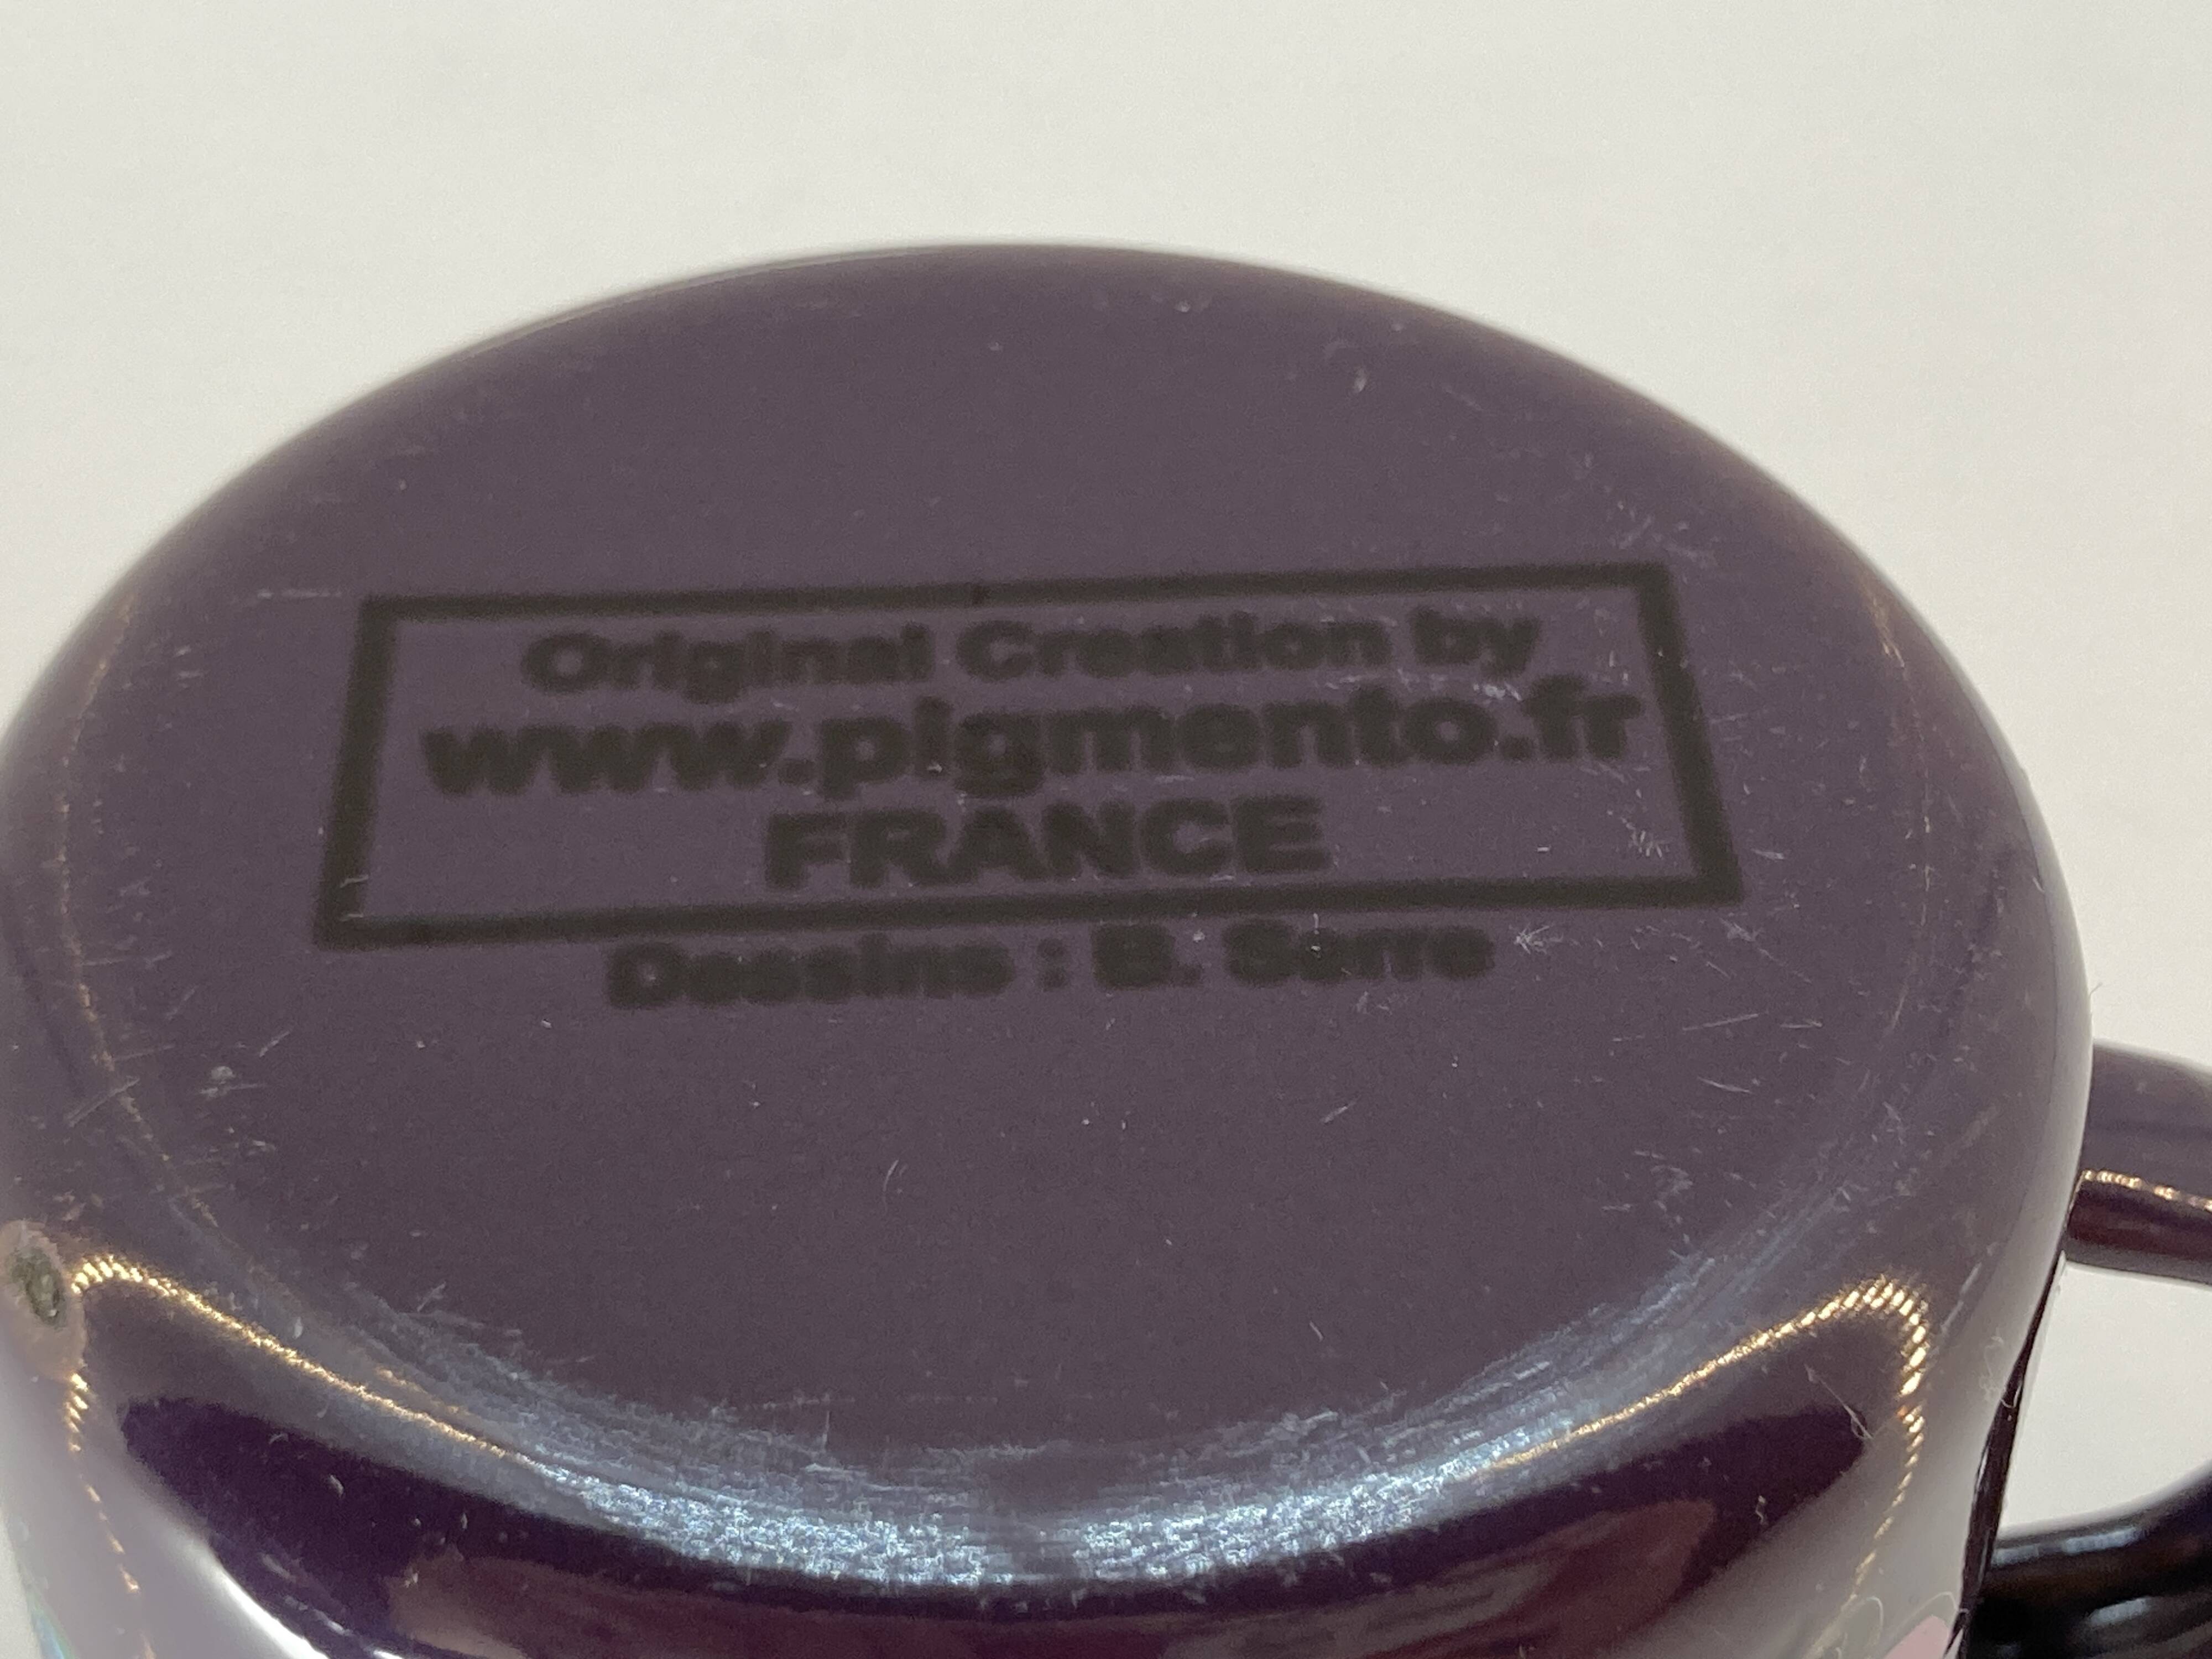 Original Creation by
www.pigmento.fr
FRANCE
Dessins : B. Serre